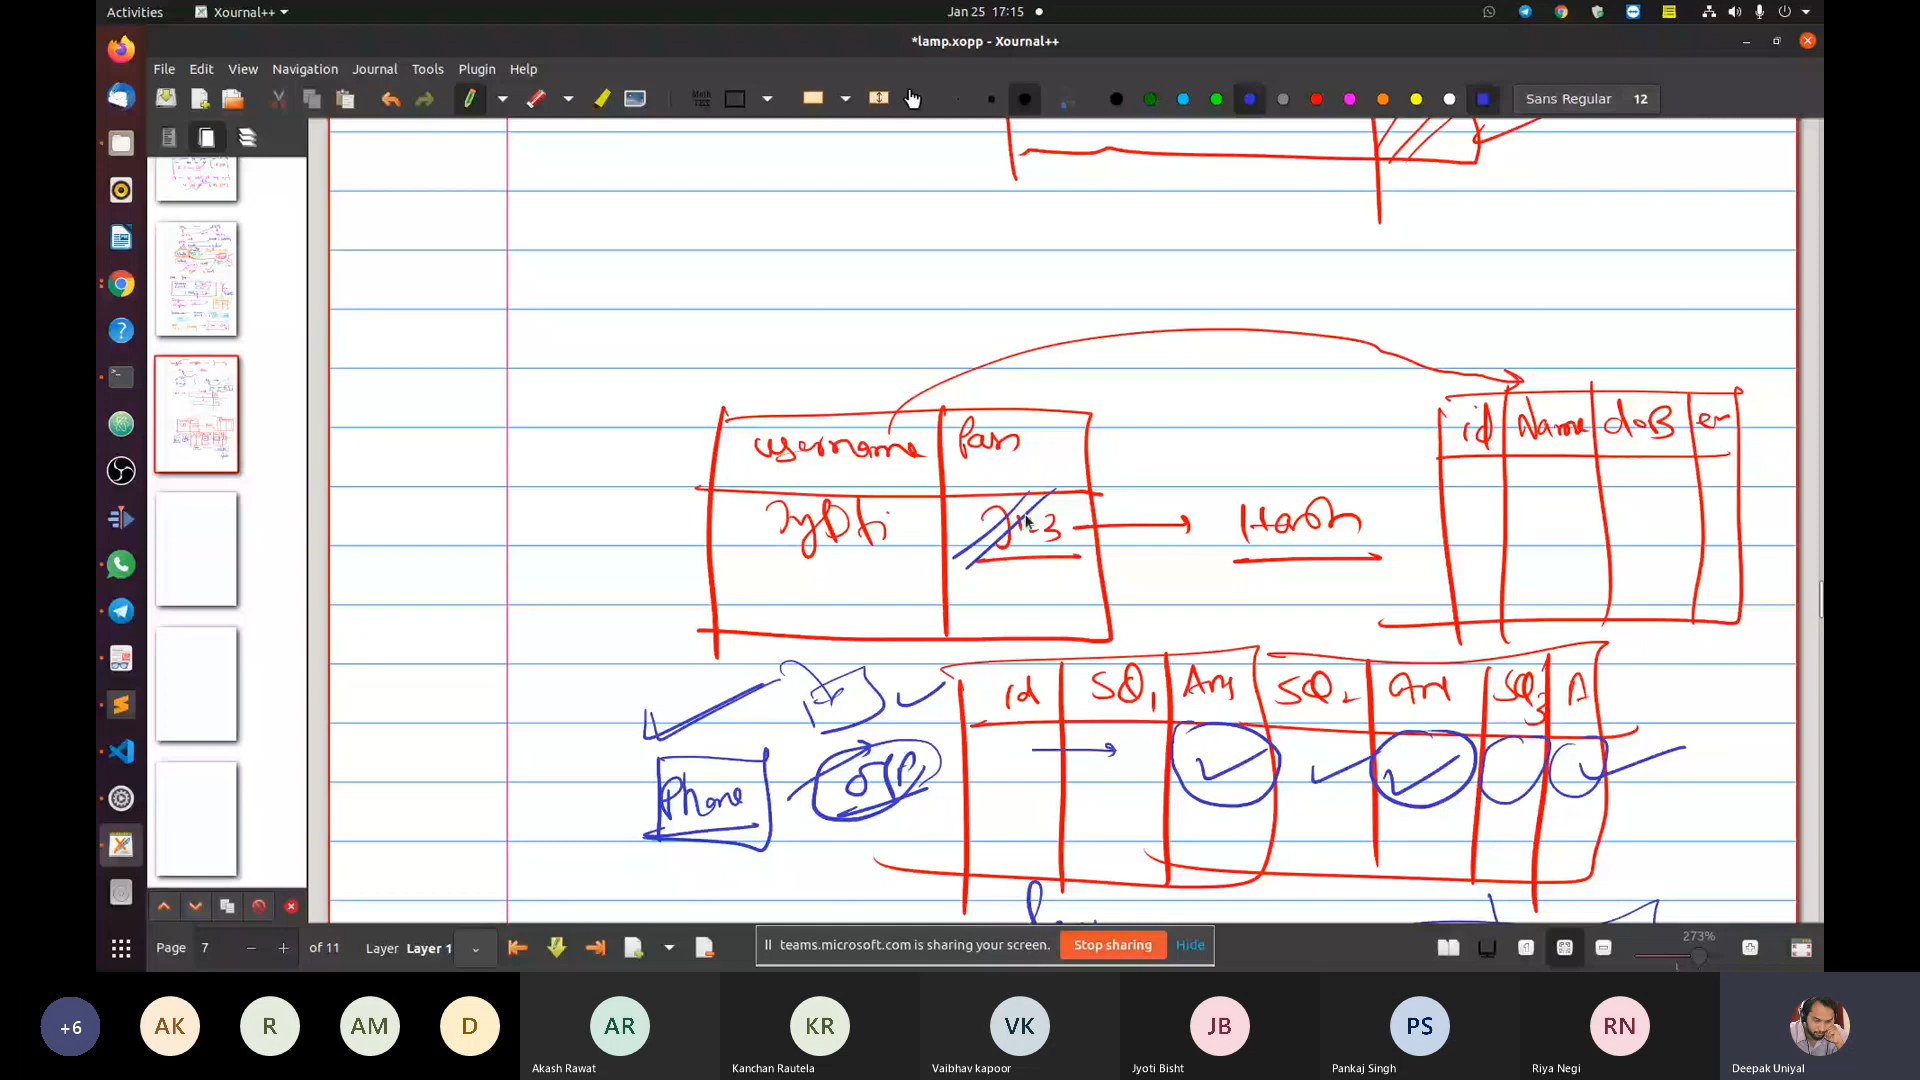 Activities
Xournal++
Jan 25 17:15
*lamp.xopp - Xournal++
File Edit View Navigation Journal Tools Plugin Help
Sans Regular 12
username Pass
id Name doB em
Hash
id SQ1 Ans SQ2 Ans SQ3 A
Phone OTP
Page 7 of 11 Layer Layer 1
teams.microsoft.com is sharing your screen. Stop sharing Hide
273%
+6 AK R AM D AR KR VK JB PS RN
Akash Rawat Kanchan Rautela Vaibhav kapoor Jyoti Bisht Pankaj Singh Riya Negi Deepak Uniyal